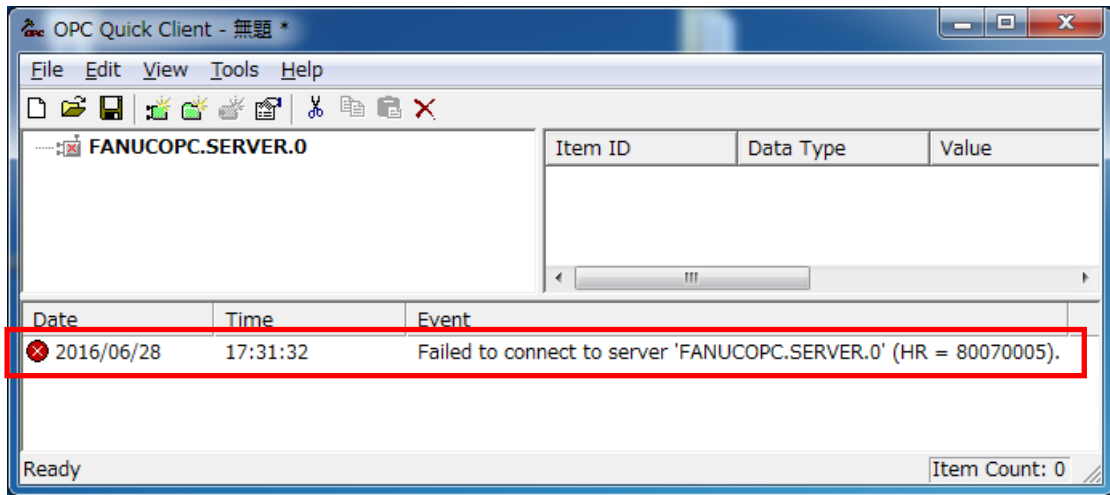 OPC Quick Client - 無題 *
File Edit View Tools Help
FANUCOPC.SERVER.0
Item ID Data Type Value
Date Time Event
2016/06/28 17:31:32 Failed to connect to server 'FANUCOPC.SERVER.0' (HR = 80070005).
Ready Item Count: 0